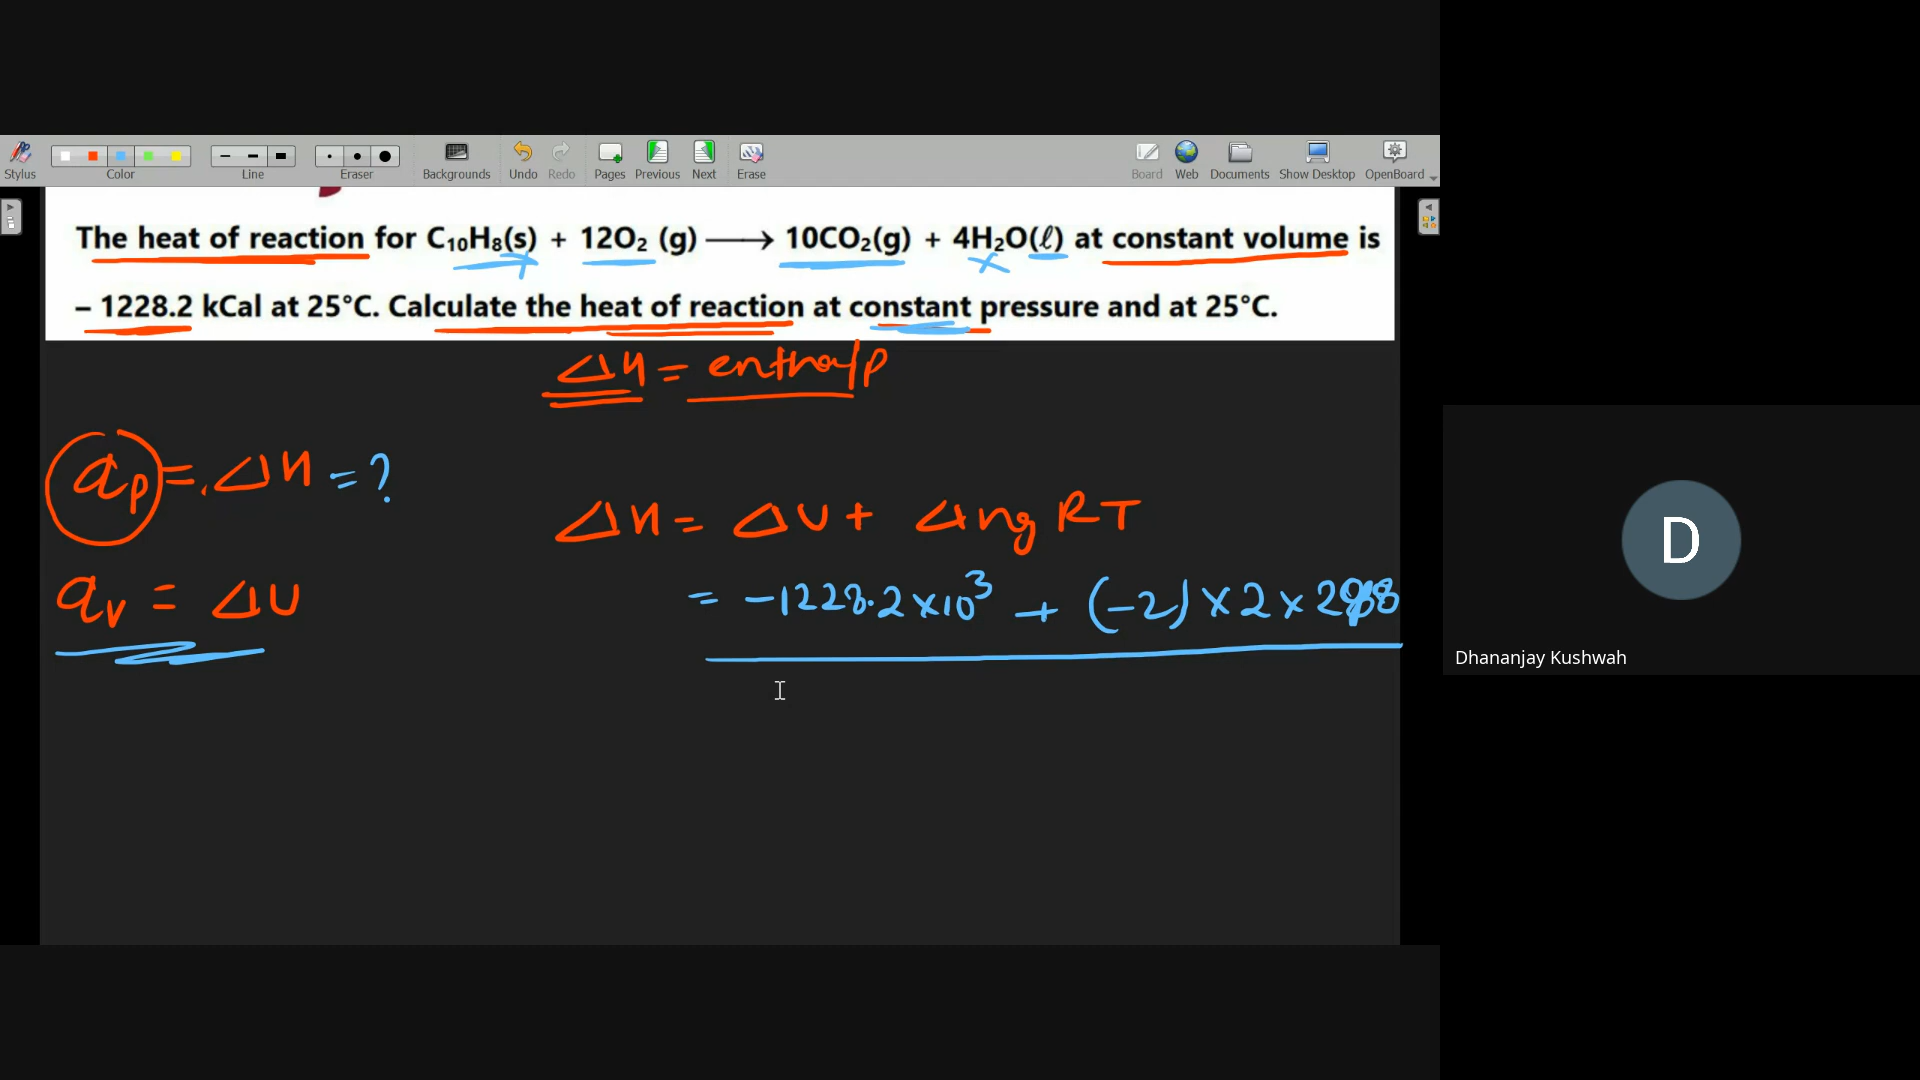 Stylus Color Line Eraser Backgrounds Undo Redo Pages Previous Next Erase Board Web Documents Show Desktop OpenBoard
The heat of reaction for C₁₀H₈(s) + 12O₂ (g) ⟶ 10CO₂(g) + 4H₂O(ℓ) at constant volume is
– 1228.2 kCal at 25°C. Calculate the heat of reaction at constant pressure and at 25°C.
ΔH = enthalp
qp = ΔH = ?
ΔH = ΔU + Δng RT
qv = ΔU
= -1228.2×10³ + (-2) × 2 × 298
D
Dhananjay Kushwah